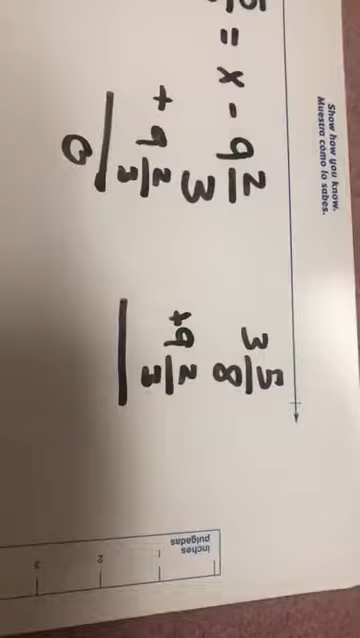 Show how you know.
Muestra cómo lo sabes.
= x - 9 2/3
+ 9 2/3
0
3 5/8
+9 2/3
inches
pulgadas
1 2 3